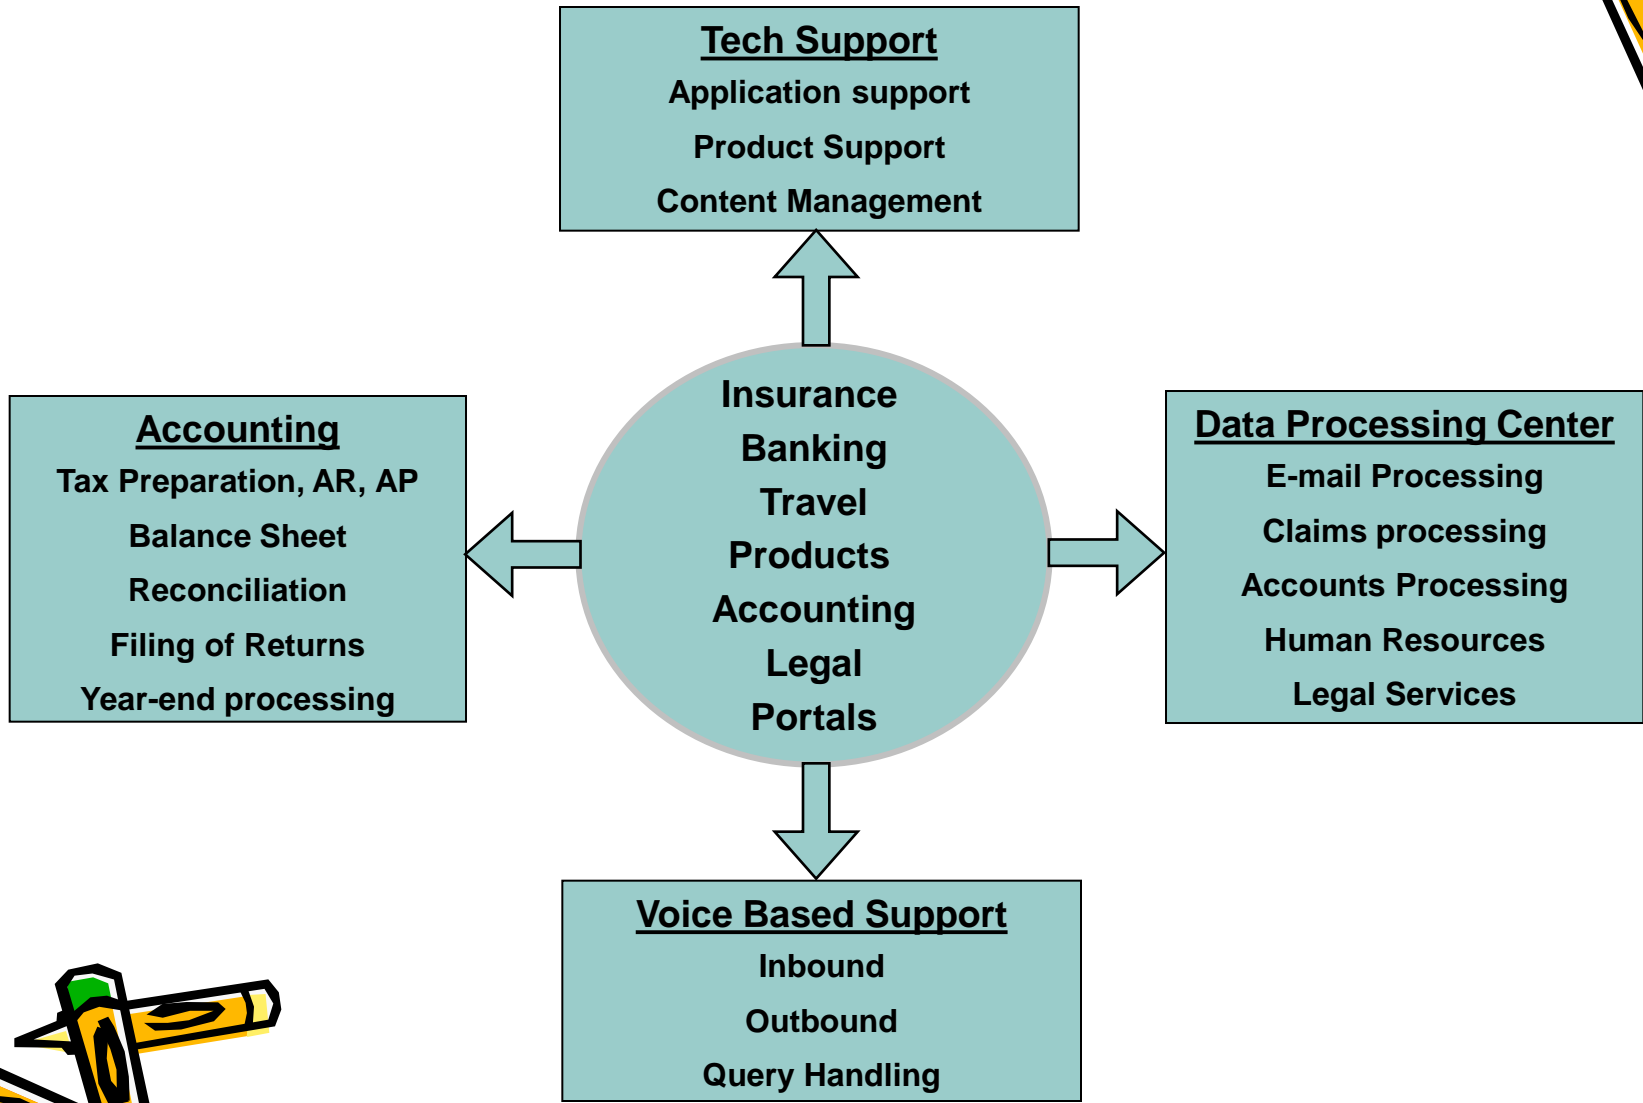 Tech Support
Application support
Product Support
Content Management
Accounting
Tax Preparation, AR, AP
Balance Sheet
Reconciliation
Filing of Returns
Year-end processing
Insurance
Banking
Travel
Products
Accounting
Legal
Portals
Data Processing Center
E-mail Processing
Claims processing
Accounts Processing
Human Resources
Legal Services
Voice Based Support
Inbound
Outbound
Query Handling